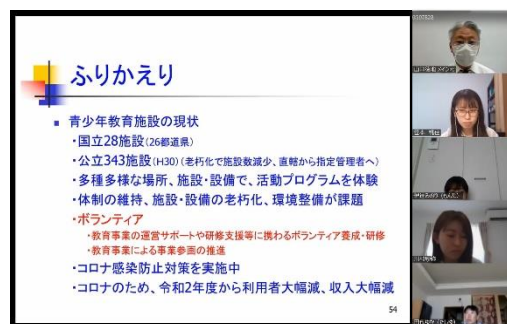 ふりかえり
青少年教育施設の現状
・国立28施設(26都道県)
・公立343施設(H30)(老朽化で施設数減少、直轄から指定管理者へ)
・多種多様な場所、施設・設備で、活動プログラムを体験
・体制の維持、施設・設備の老朽化、環境整備が課題
・ボランティア
・教育事業の運営サポートや研修支援等に携わるボランティア養成・研修
・教育事業による事業参画の推進
・コロナ感染防止対策を実施中
・コロナのため、令和2年度から利用者大幅減、収入大幅減
54